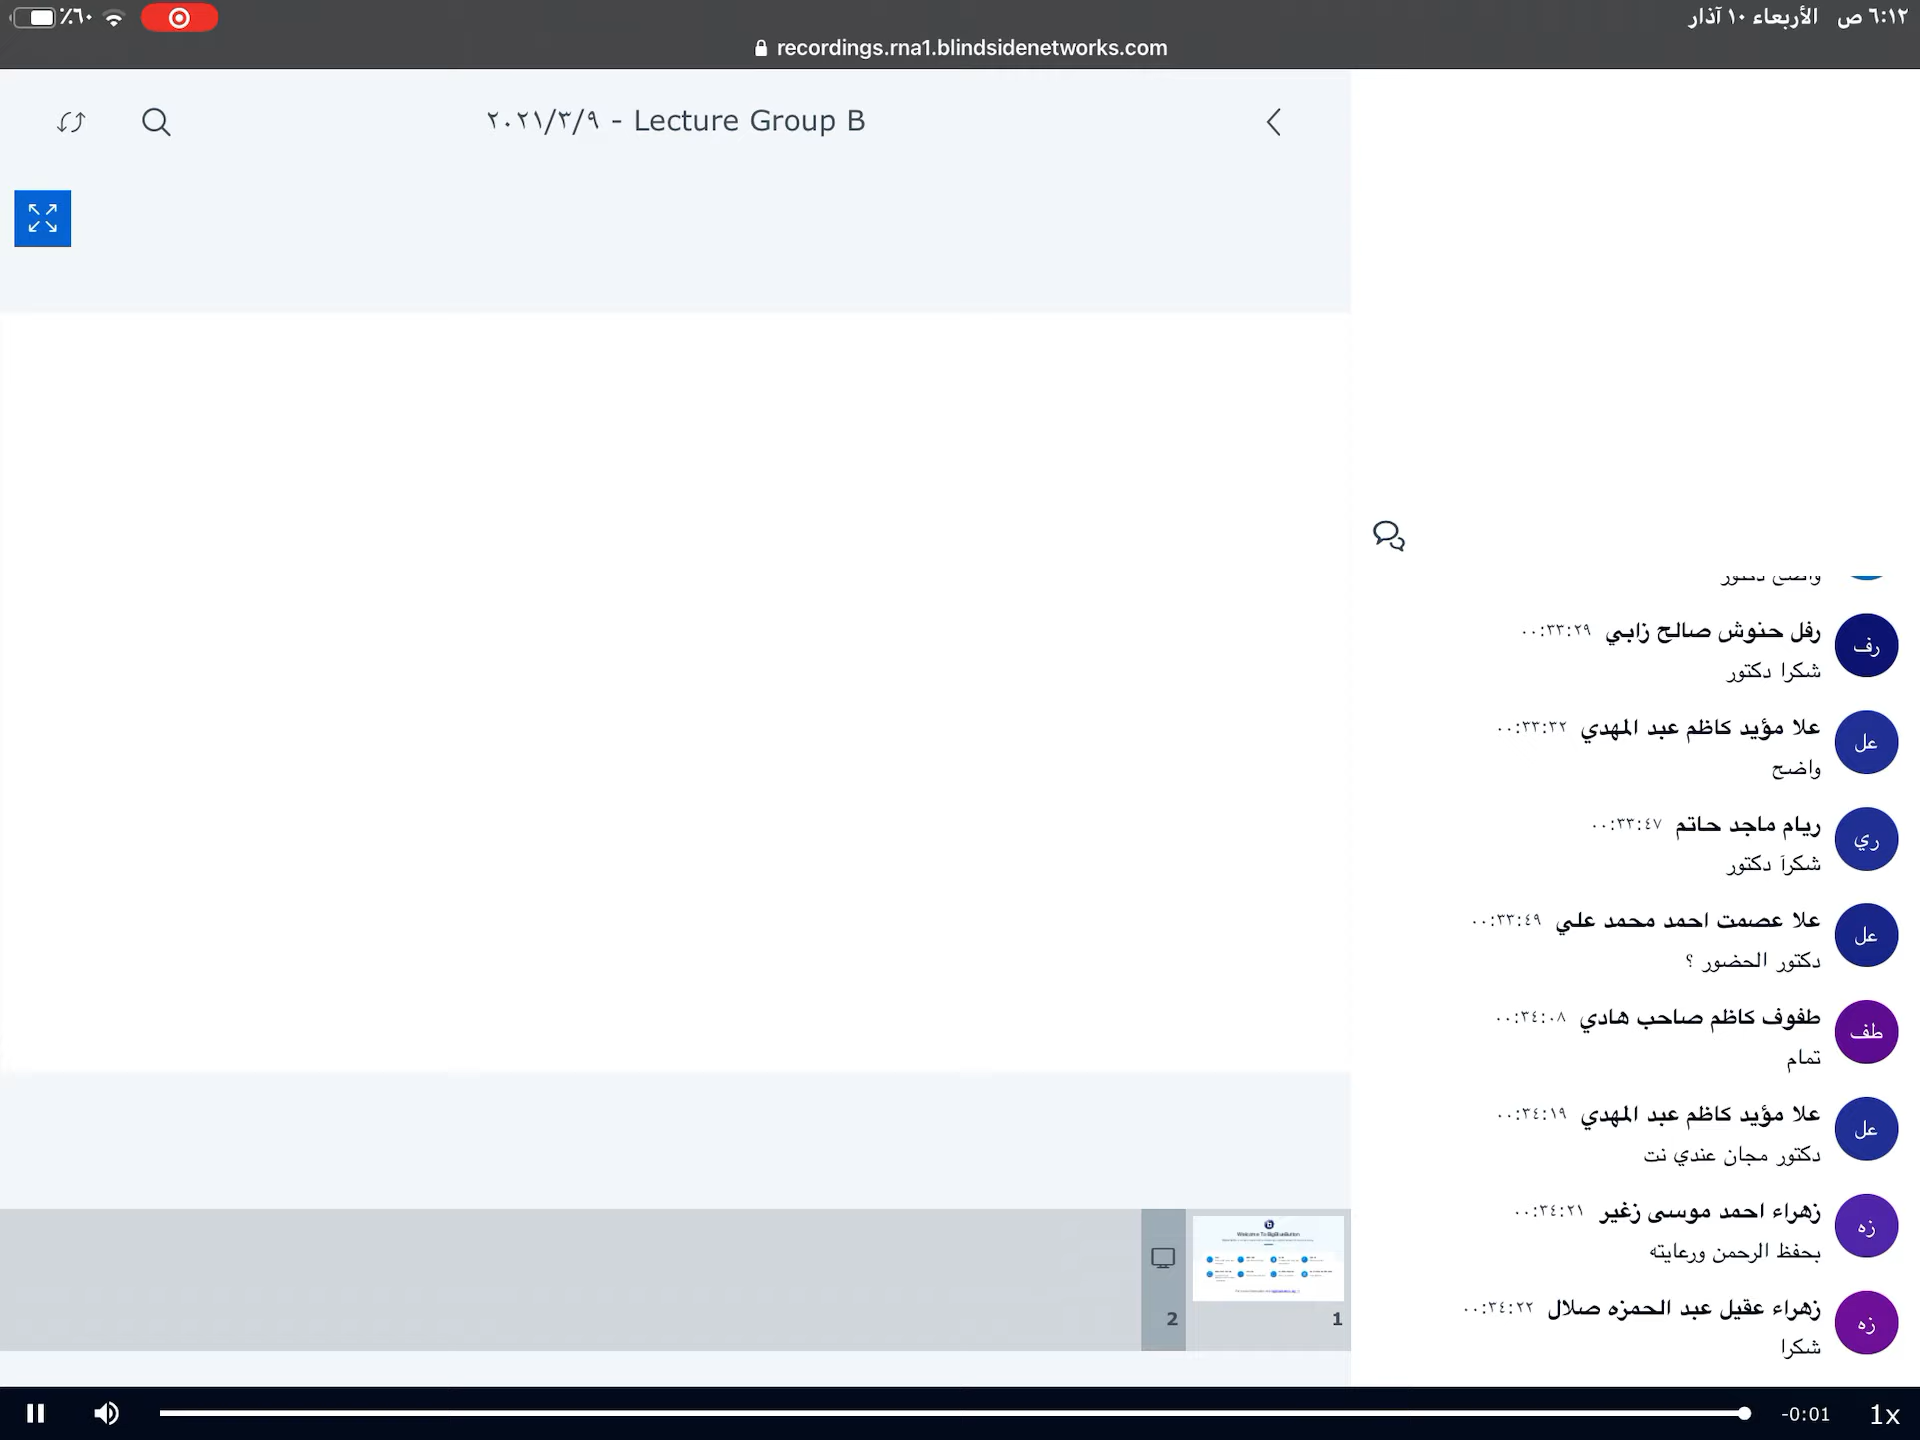 ٪٦٠
٦:١٢ ص الأربعاء ١٠ آذار
recordings.rna1.blindsidenetworks.com
Lecture Group B - ٢٠٢١/٣/٩
واضح دكتور
رف
رفل حنوش صالح زابي ٠٠:٣٣:٢٩
شكرا دكتور
عل
علا مؤيد كاظم عبد المهدي ٠٠:٣٣:٣٢
واضح
ري
ريام ماجد حاتم ٠٠:٣٣:٤٧
شكراَ دكتور
عل
علا عصمت احمد محمد علي ٠٠:٣٣:٤٩
دكتور الحضور ؟
طف
طفوف كاظم صاحب هادي ٠٠:٣٤:٠٨
تمام
عل
علا مؤيد كاظم عبد المهدي ٠٠:٣٤:١٩
دكتور مجان عندي نت
زه
زهراء احمد موسى زغير ٠٠:٣٤:٢١
بحفظ الرحمن ورعايته
زه
زهراء عقيل عبد الحمزه صلال ٠٠:٣٤:٢٢
شكرا
Welcome To BigBlueButton
1
2
-0:01
1x